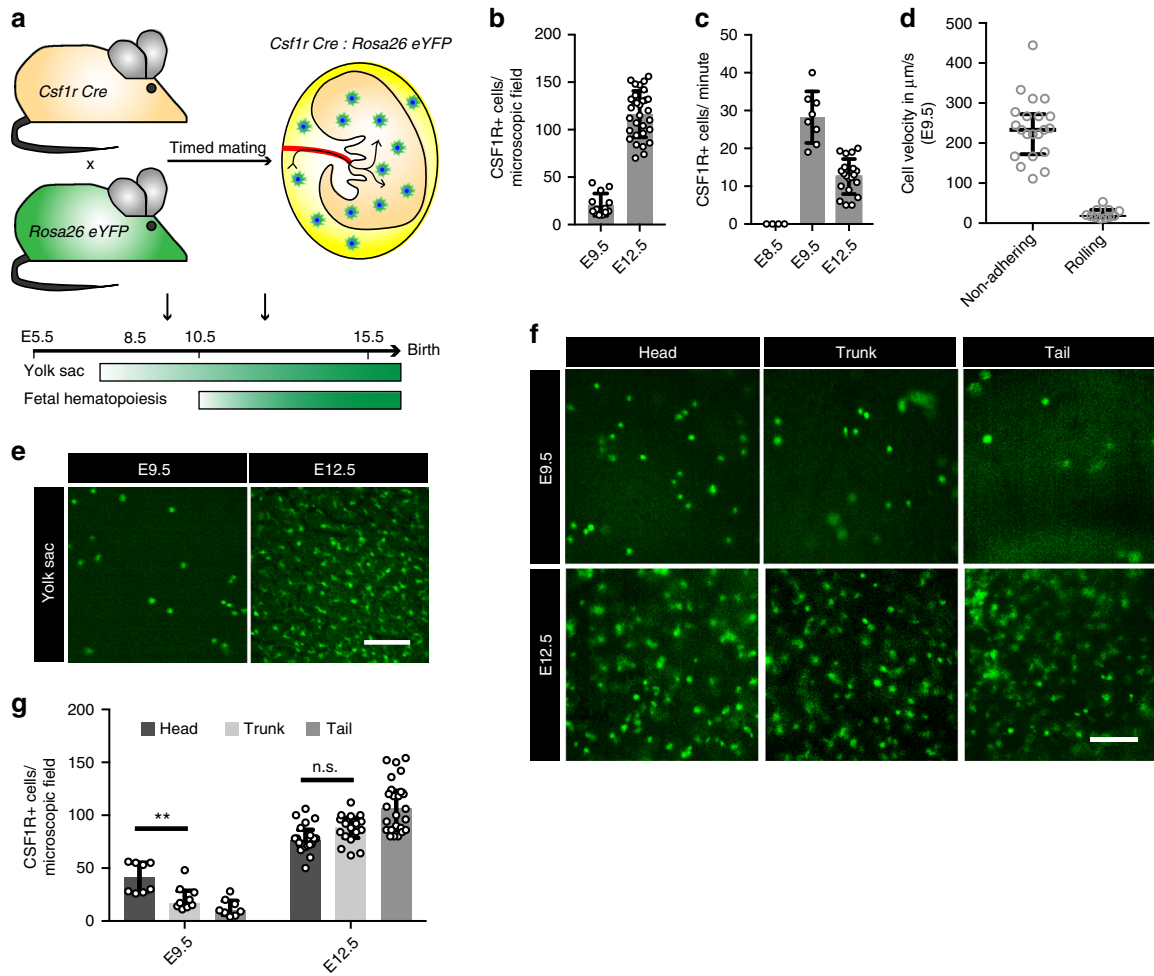 a
Csf1r Cre
x
Rosa26 eYFP
Timed mating
Csf1r Cre : Rosa26 eYFP
E5.5
8.5
10.5
15.5
Birth
Yolk sac
Fetal hematopoiesis
b
CSF1R+ cells/
microscopic field
200
150
100
50
0
E9.5
E12.5
c
CSF1R+ cells/ minute
50
40
30
20
10
0
E8.5
E9.5
E12.5
d
Cell velocity in μm/s
(E9.5)
500
400
300
200
100
0
Non-adhering
Rolling
e
E9.5
E12.5
Yolk sac
f
Head
Trunk
Tail
E9.5
E12.5
g
CSF1R+ cells/
microscopic field
200
150
100
50
0
Head
Trunk
Tail
**
n.s.
E9.5
E12.5